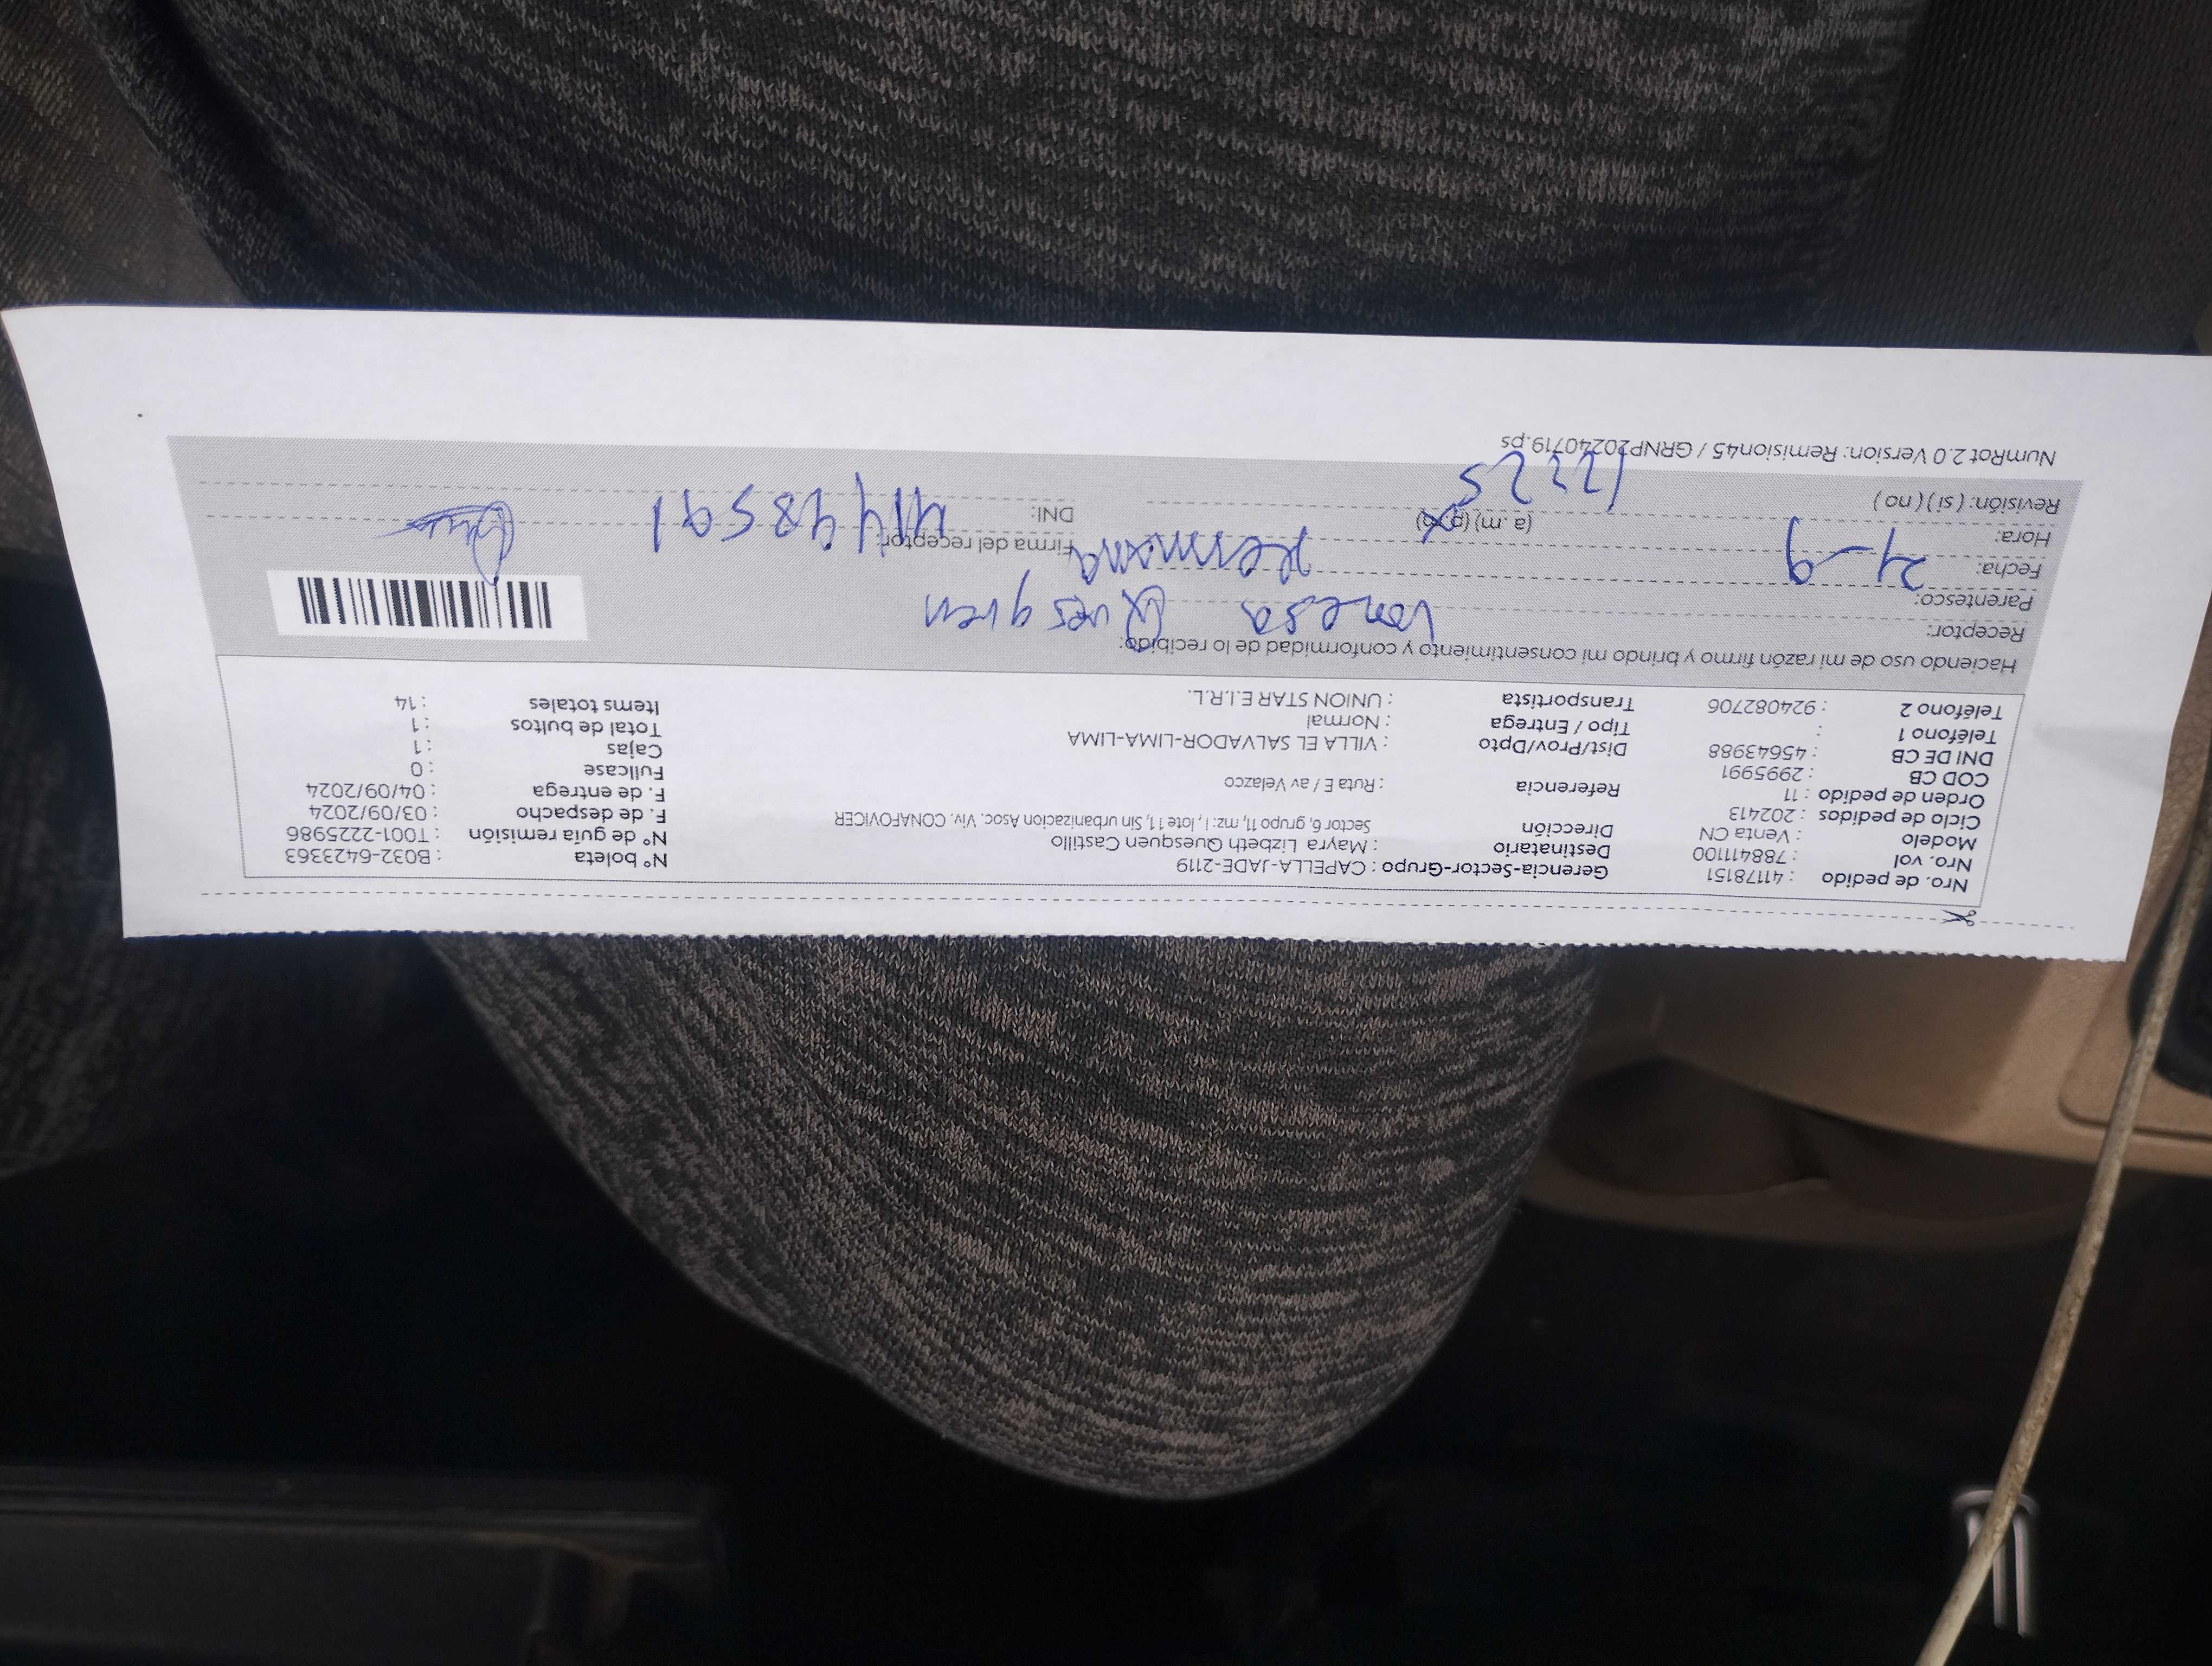 Nro. de pedido : 41178151 Gerencia-Sector-Grupo : CAPELLA-JADE-2119 N° boleta : B032-6423363
Nro. vol : 788411100 Destinatario : Mayra Lizbeth Quesquen Castillo N° de guía remisión : T001-2225986
Modelo : Venta CN Dirección Sector 6, grupo 11, mz: I, lote 11, Sin urbanizacion Asoc. Viv. CONAFOVICER F. de despacho : 03/09/2024
Ciclo de pedidos : 202413 F. de entrega : 04/09/2024
Orden de pedido : 11 Referencia : Ruta E / av Velazco Fullcase : 0
COD CB : 2995991 Cajas : 1
DNI DE CB : 45643988 Dist/Prov/Dpto : VILLA EL SALVADOR-LIMA-LIMA Total de bultos : 1
Teléfono 1 : Tipo / Entrega : Normal Items totales : 14
Teléfono 2 : 924082706 Transportista : UNION STAR E.I.R.L.
Haciendo uso de mi razón firmo y brindo mi consentimiento y conformidad de lo recibido:
Receptor: Vanesa Quesquen
Parentesco: Hermana
Fecha: 4-9
Hora: 1225 (a. m) (p. m) Firma del receptor:
Revisión: ( si ) ( no ) DNI: 41448591
NumRot 2.0 Version: Remision45 / GRNP20240719.ps